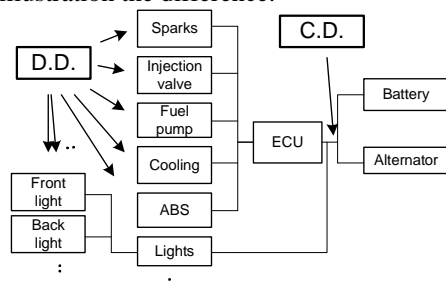 illustration the difference.
D.D.
C.D.
Sparks
Injection
valve
Fuel
pump
Cooling
ABS
Lights
Front
light
Back
light
ECU
Battery
Alternator